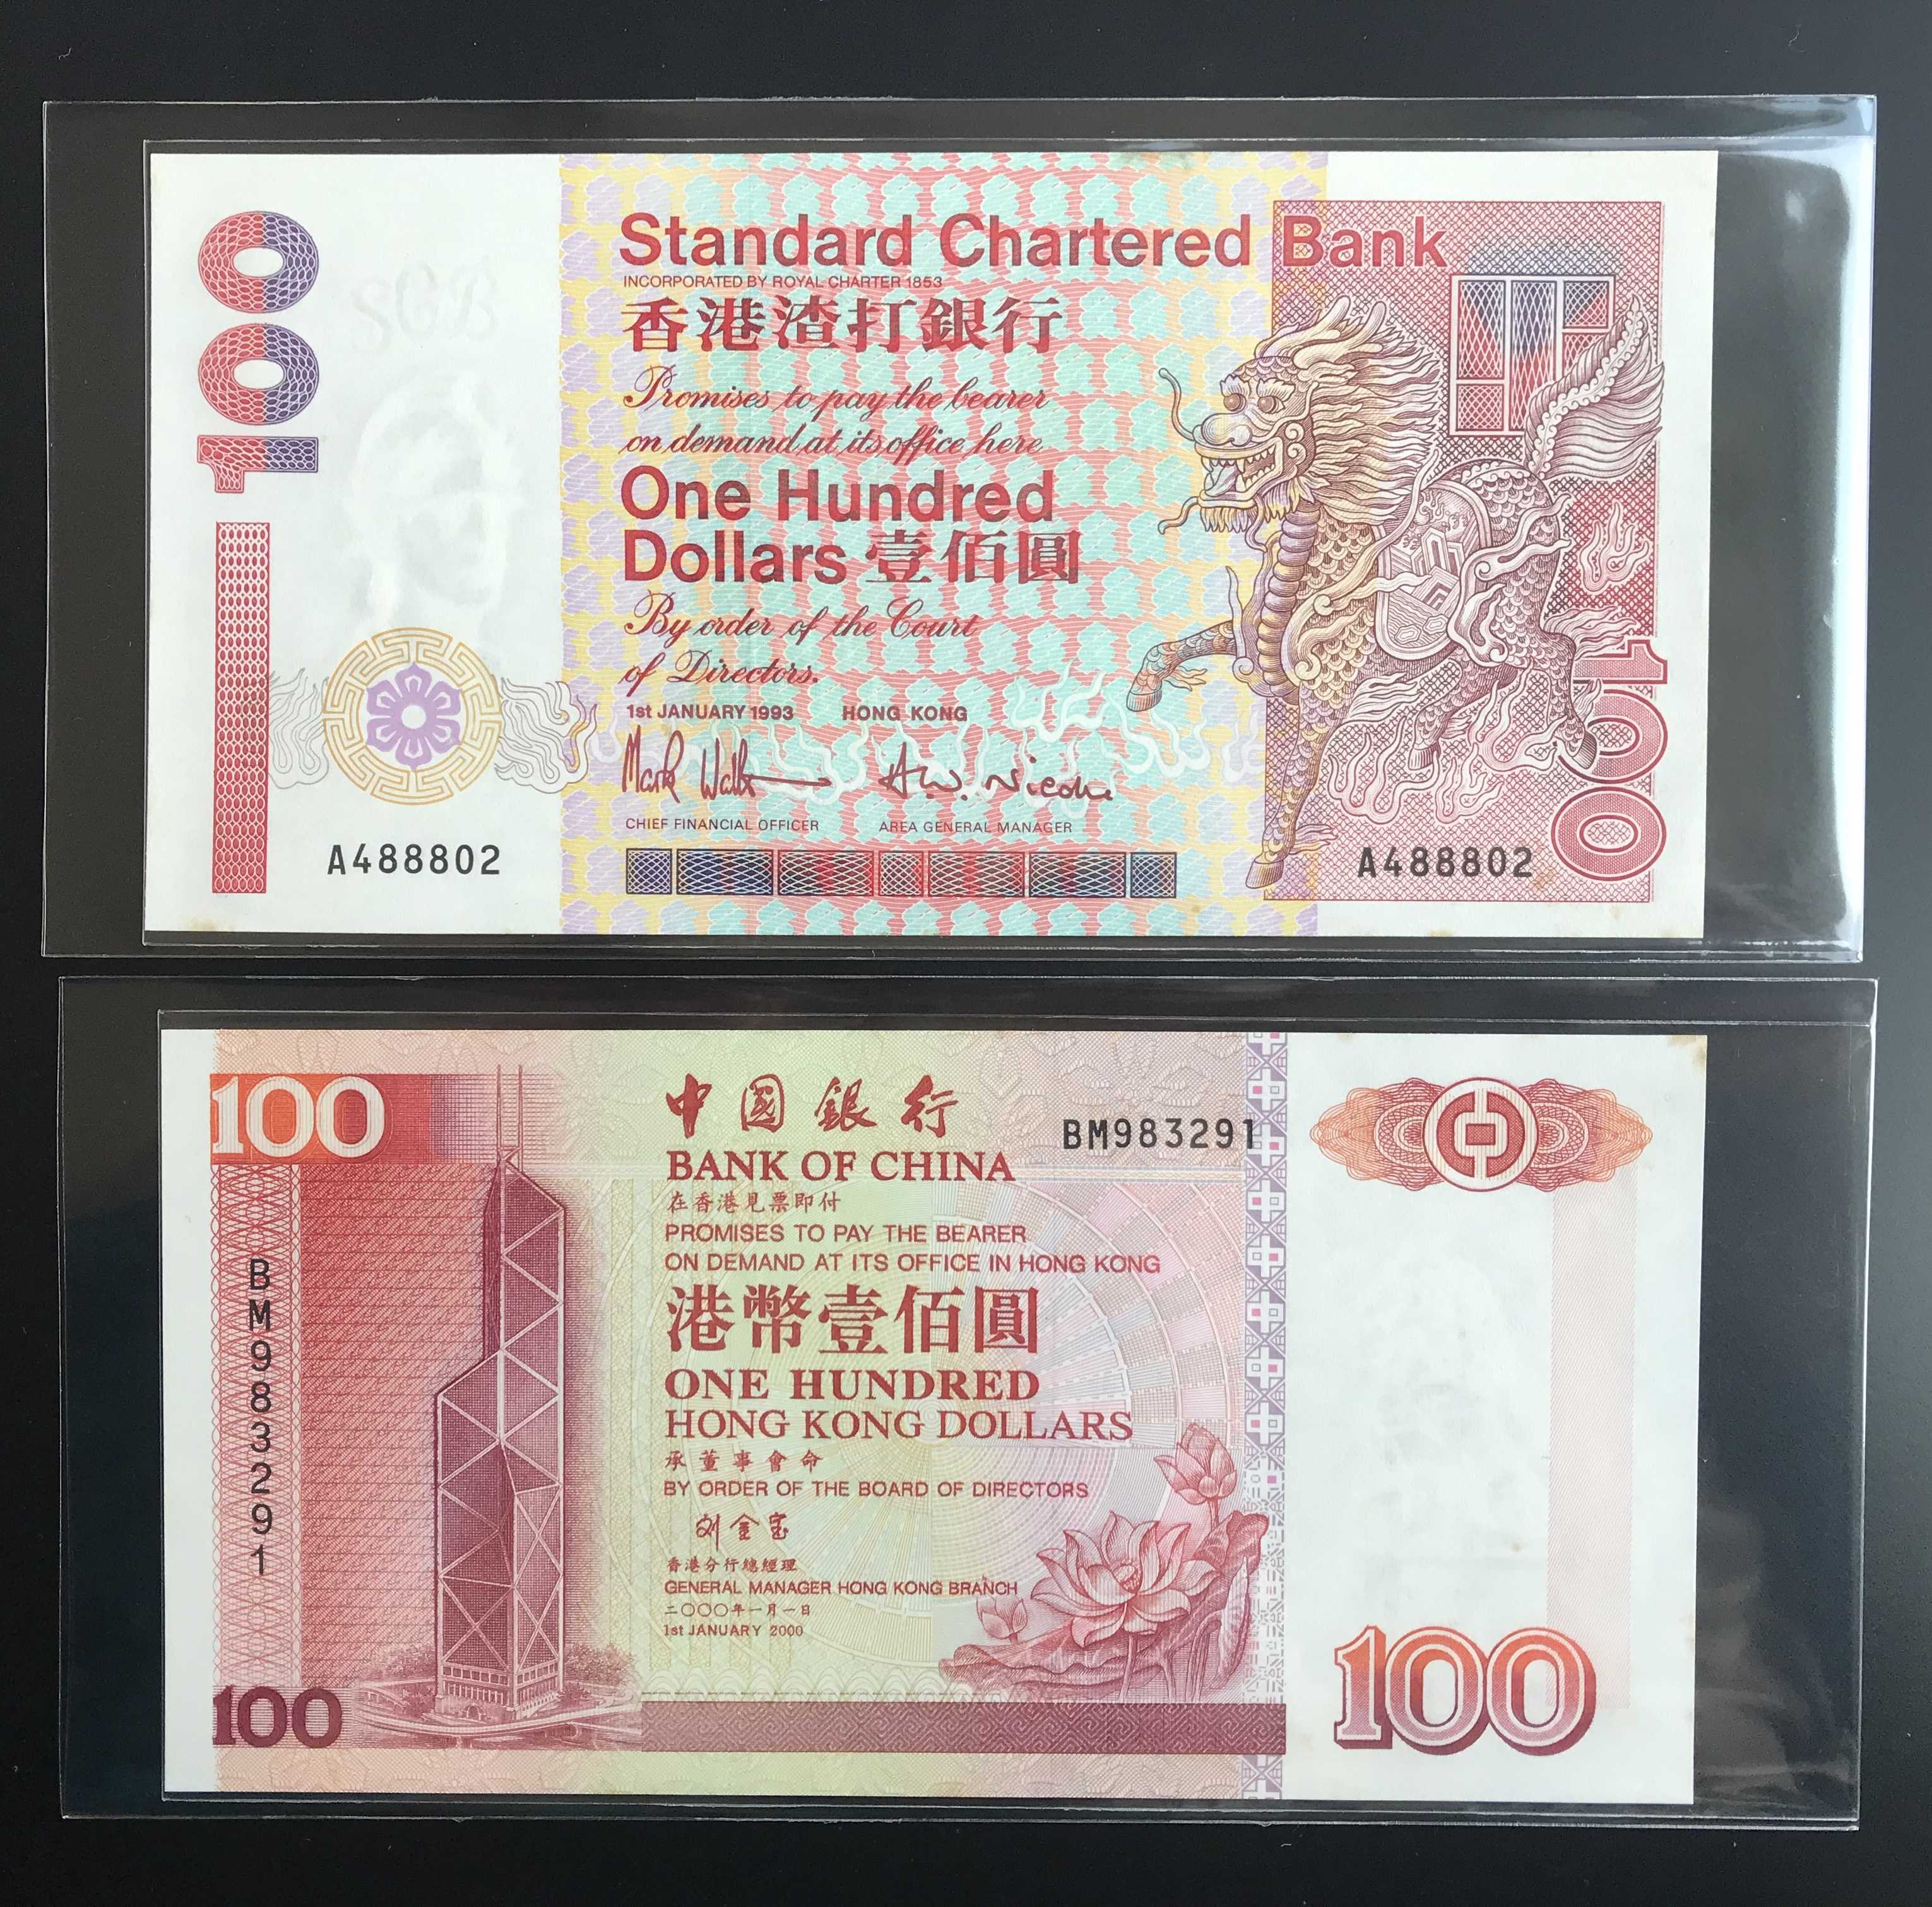 100
SCB
Standard Chartered Bank
INCORPORATED BY ROYAL CHARTER 1853
香港渣打銀行
Promises to pay the bearer
on demand at its office here
One Hundred
Dollars 壹佰圓
By order of the Court
of Directors.
1st JANUARY 1993 HONG KONG
CHIEF FINANCIAL OFFICER AREA GENERAL MANAGER
A488802
A488802
100
100
中國銀行
BM983291
BANK OF CHINA
在香港見票即付
PROMISES TO PAY THE BEARER
ON DEMAND AT ITS OFFICE IN HONG KONG
港幣壹佰圓
ONE HUNDRED
HONG KONG DOLLARS
承董事會命
BY ORDER OF THE BOARD OF DIRECTORS
刘金宝
香港分行總經理
GENERAL MANAGER HONG KONG BRANCH
二〇〇〇年一月一日
1st JANUARY 2000
BM983291
100
100